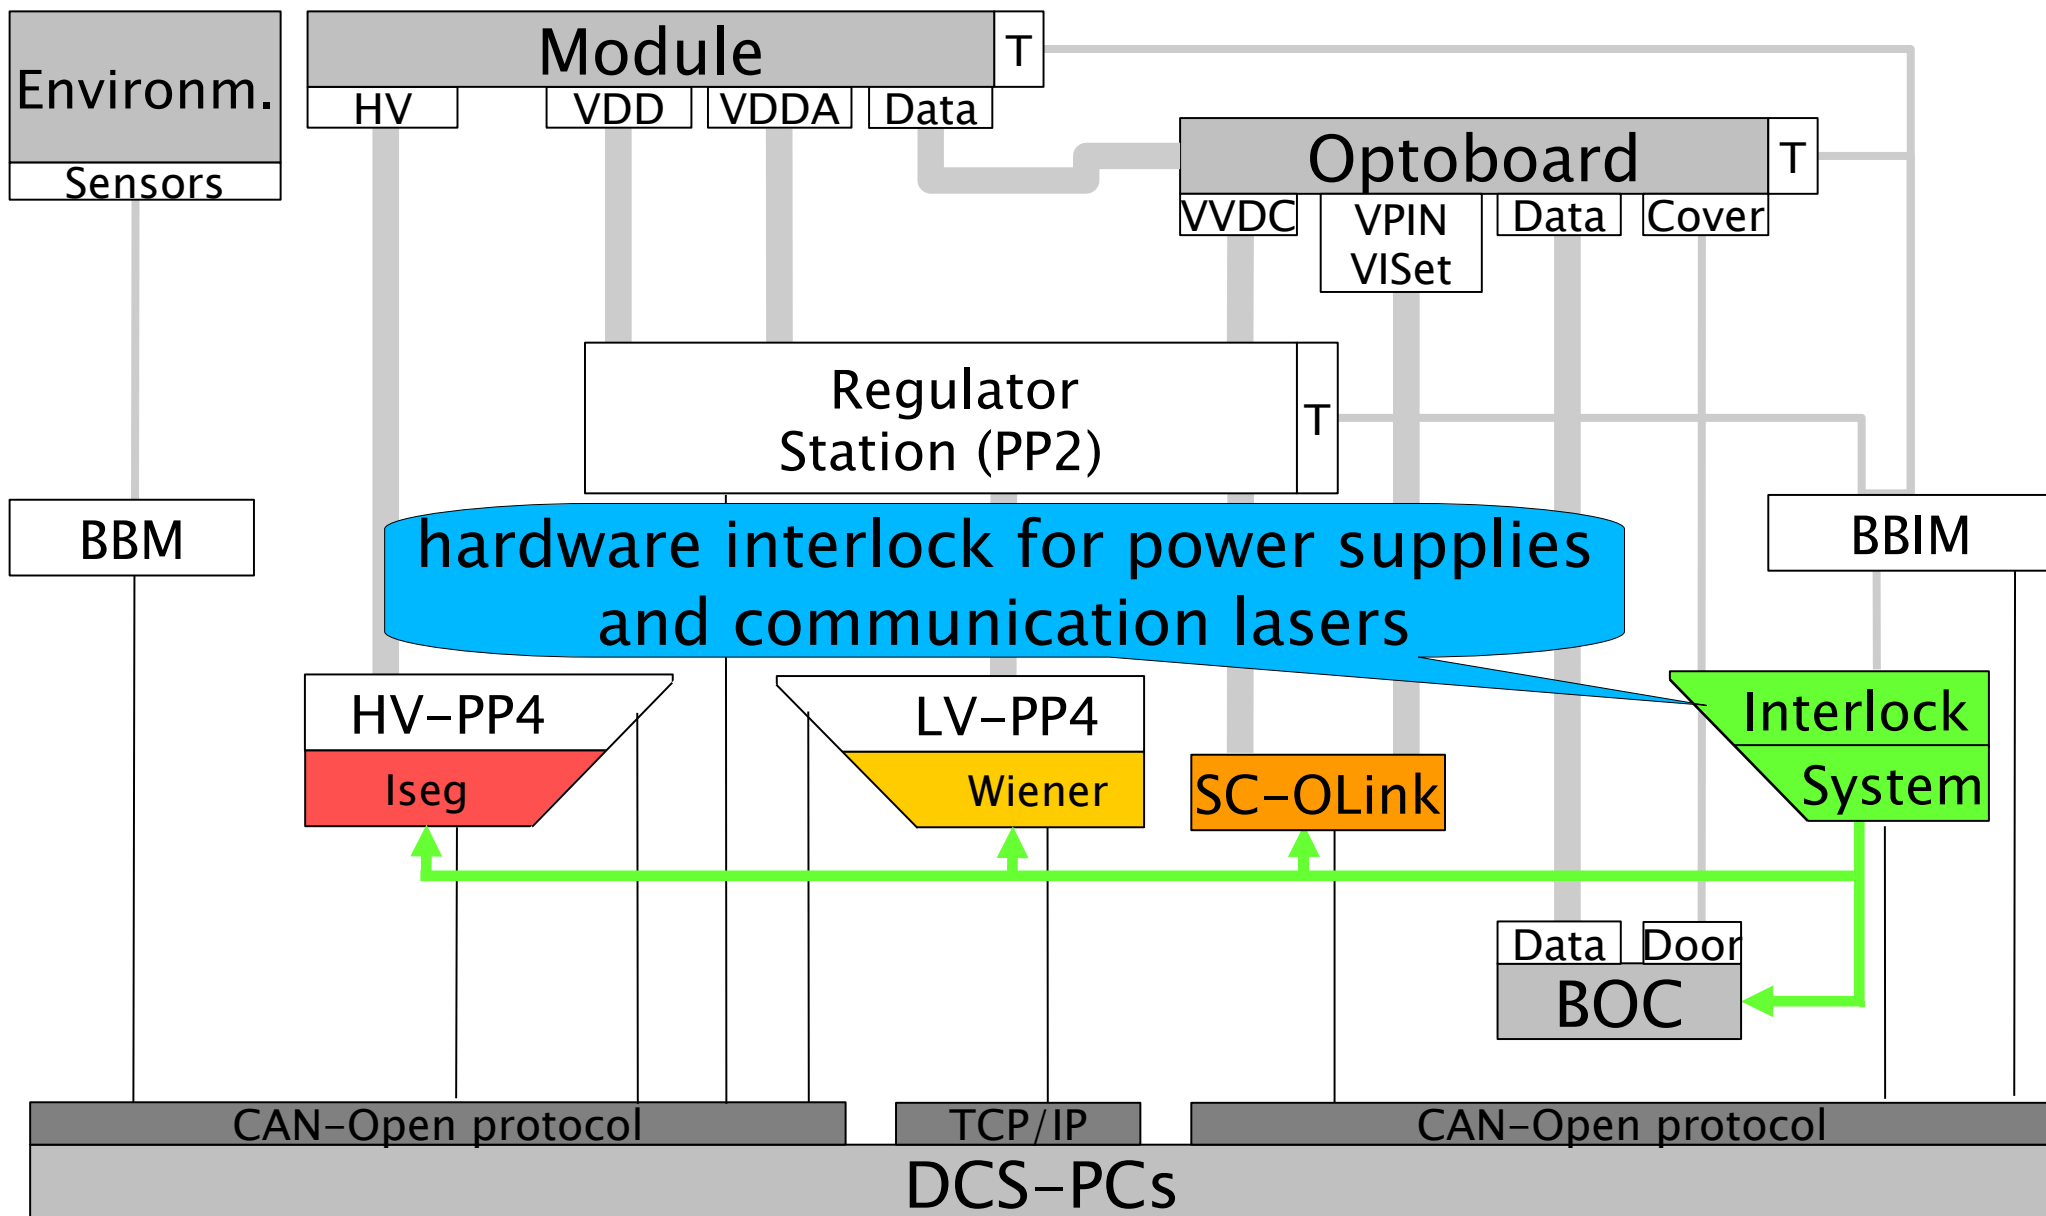 Environm.
Sensors
Module
T
HV
VDD
VDDA
Data
Optoboard
T
VVDC
VPIN
VISet
Data
Cover
Regulator
Station (PP2)
T
BBM
hardware interlock for power supplies
and communication lasers
BBIM
HV–PP4
Iseg
LV–PP4
Wiener
SC–OLink
Interlock
System
Data
Door
BOC
CAN–Open protocol
TCP/IP
CAN–Open protocol
DCS–PCs